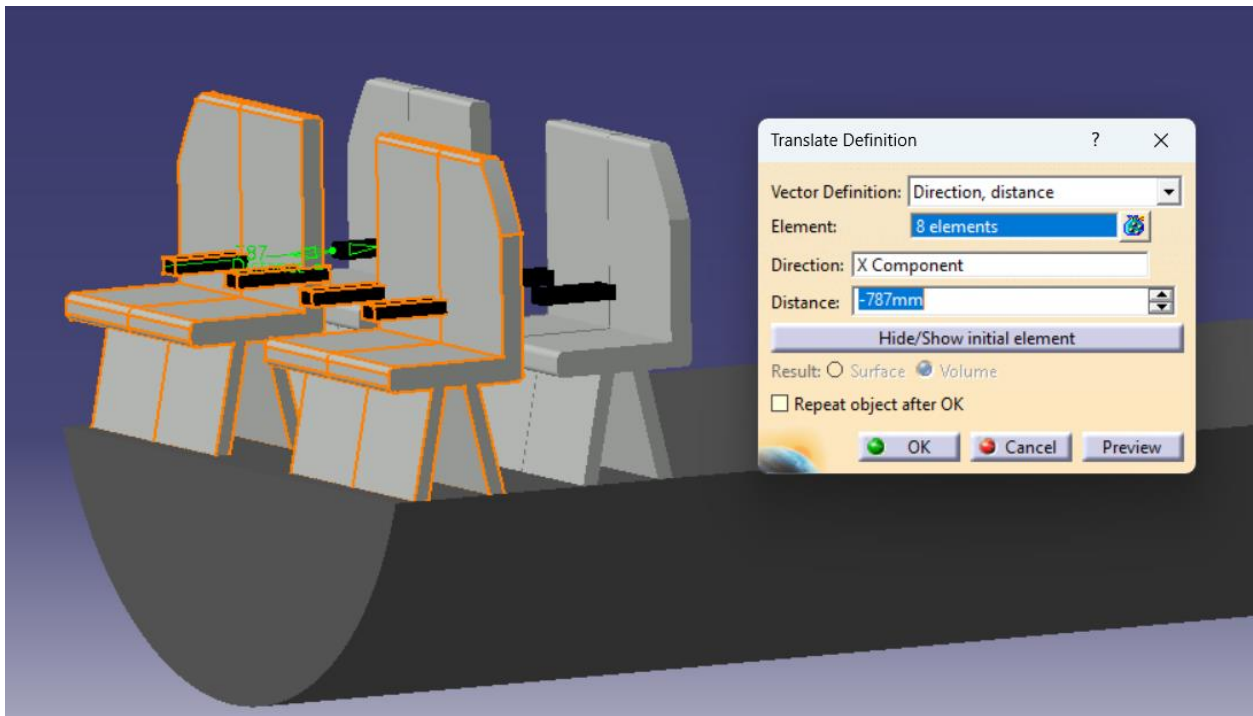 Translate Definition ? X
Vector Definition: Direction, distance
Element: 8 elements
Direction: X Component
Distance: -787mm
Hide/Show initial element
Result: Surface Volume
Repeat object after OK
OK Cancel Preview
787